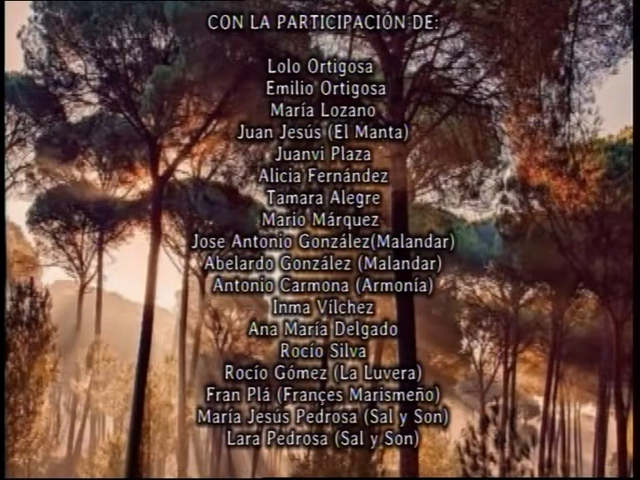 CON LA PARTICIPACIÓN DE:
Lolo Ortigosa
Emilio Ortigosa
María Lozano
Juan Jesús (El Manta)
Juanvi Plaza
Alicia Fernández
Tamara Alegre
Mario Márquez
Jose Antonio González(Malandar)
Abelardo González (Malandar)
Antonio Carmona (Armonía)
Inma Vílchez
Ana María Delgado
Rocío Silva
Rocío Gómez (La Luvera)
Fran Plá (Françes Marismeño)
María Jesús Pedrosa (Sal y Son)
Lara Pedrosa (Sal y Son)